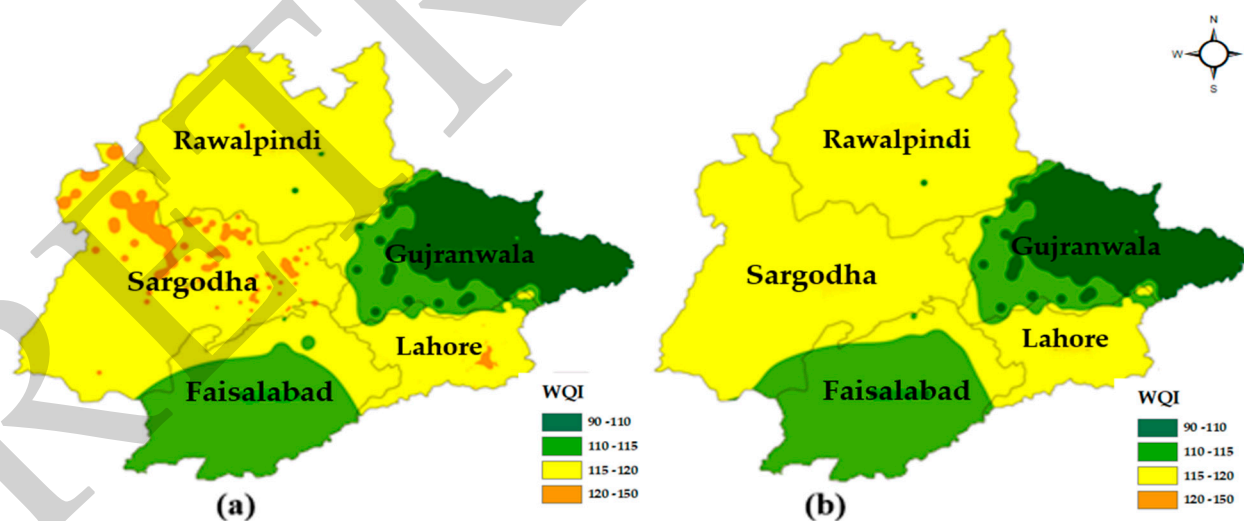 N
W E
S
Rawalpindi
Gujranwala
Sargodha
Lahore
Faisalabad
WQI
90 -110
110 -115
115 -120
120 -150
(a)
Rawalpindi
Gujranwala
Sargodha
Lahore
Faisalabad
WQI
90 -110
110 -115
115 -120
120 -150
(b)